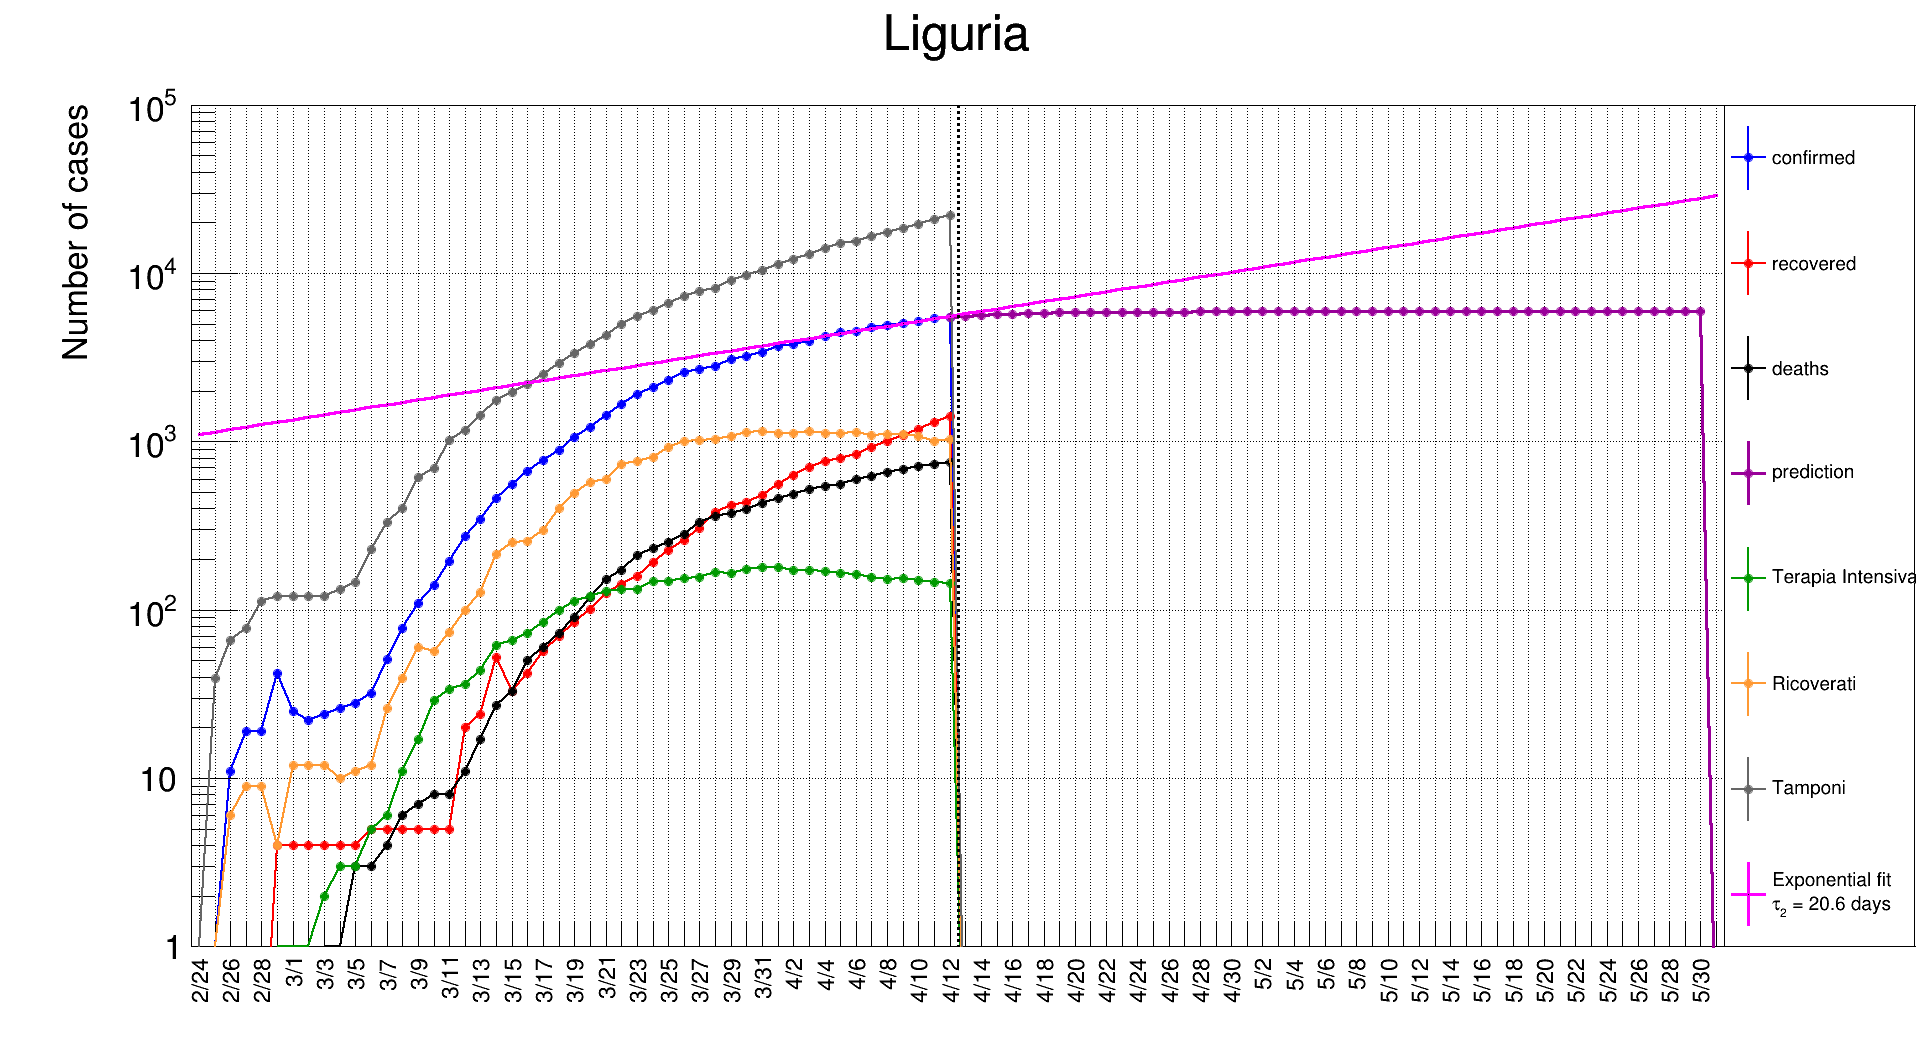 Liguria
Number of cases
10^5
10^4
10^3
10^2
10
1
2/24 2/26 2/28 3/1 3/3 3/5 3/7 3/9 3/11 3/13 3/15 3/17 3/19 3/21 3/23 3/25 3/27 3/29 3/31 4/2 4/4 4/6 4/8 4/10 4/12 4/14 4/16 4/18 4/20 4/22 4/24 4/26 4/28 4/30 5/2 5/4 5/6 5/8 5/10 5/12 5/14 5/16 5/18 5/20 5/22 5/24 5/26 5/28 5/30
confirmed
recovered
deaths
prediction
Terapia Intensiva
Ricoverati
Tamponi
Exponential fit
τ₂ = 20.6 days